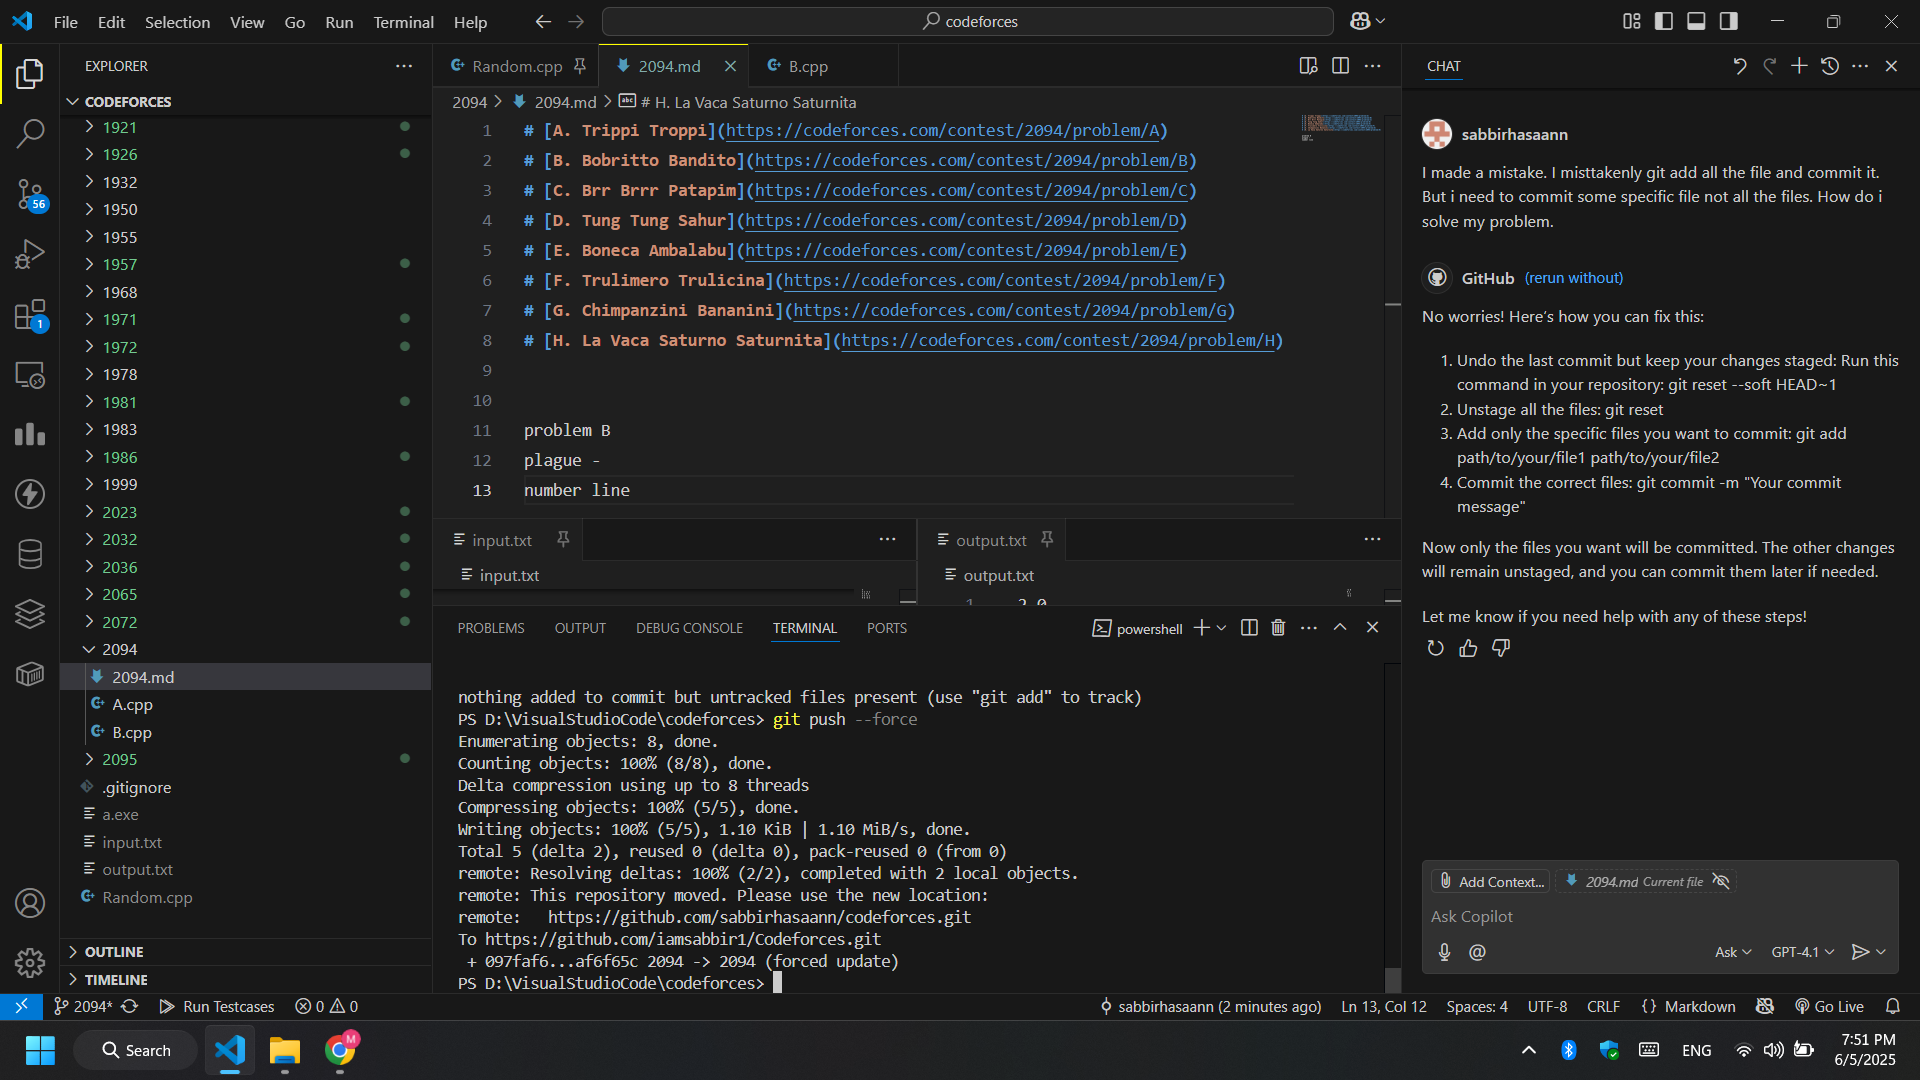 File Edit Selection View Go Run Terminal Help
codeforces
EXPLORER
CODEFORCES
1921
1926
1932
1950
1955
1957
1968
1971
1972
1978
1981
1983
1986
1999
2023
2032
2036
2065
2072
2094
2094.md
A.cpp
B.cpp
2095
.gitignore
a.exe
input.txt
output.txt
Random.cpp
OUTLINE
TIMELINE
56
1
Random.cpp 2094.md B.cpp
2094 > 2094.md > # H. La Vaca Saturno Saturnita
1 # [A. Trippi Troppi](https://codeforces.com/contest/2094/problem/A)
2 # [B. Bobritto Bandito](https://codeforces.com/contest/2094/problem/B)
3 # [C. Brr Brrr Patapim](https://codeforces.com/contest/2094/problem/C)
4 # [D. Tung Tung Sahur](https://codeforces.com/contest/2094/problem/D)
5 # [E. Boneca Ambalabu](https://codeforces.com/contest/2094/problem/E)
6 # [F. Trulimero Trulicina](https://codeforces.com/contest/2094/problem/F)
7 # [G. Chimpanzini Bananini](https://codeforces.com/contest/2094/problem/G)
8 # [H. La Vaca Saturno Saturnita](https://codeforces.com/contest/2094/problem/H)
9
10
11 problem B
12 plague -
13 number line
input.txt
input.txt
output.txt
output.txt
1 2 0
PROBLEMS OUTPUT DEBUG CONSOLE TERMINAL PORTS
powershell
nothing added to commit but untracked files present (use "git add" to track)
PS D:\VisualStudioCode\codeforces> git push --force
Enumerating objects: 8, done.
Counting objects: 100% (8/8), done.
Delta compression using up to 8 threads
Compressing objects: 100% (5/5), done.
Writing objects: 100% (5/5), 1.10 KiB | 1.10 MiB/s, done.
Total 5 (delta 2), reused 0 (delta 0), pack-reused 0 (from 0)
remote: Resolving deltas: 100% (2/2), completed with 2 local objects.
remote: This repository moved. Please use the new location:
remote:   https://github.com/sabbirhasaann/codeforces.git
To https://github.com/iamsabbir1/Codeforces.git
 + 097faf6...af6f65c 2094 -> 2094 (forced update)
PS D:\VisualStudioCode\codeforces>
CHAT
sabbirhasaann
I made a mistake. I misttakenly git add all the file and commit it.
But i need to commit some specific file not all the files. How do i
solve my problem.
GitHub (rerun without)
No worries! Here's how you can fix this:
1. Undo the last commit but keep your changes staged: Run this
command in your repository: git reset --soft HEAD~1
2. Unstage all the files: git reset
3. Add only the specific files you want to commit: git add
path/to/your/file1 path/to/your/file2
4. Commit the correct files: git commit -m "Your commit
message"
Now only the files you want will be committed. The other changes
will remain unstaged, and you can commit them later if needed.
Let me know if you need help with any of these steps!
Add Context... 2094.md Current file
Ask Copilot
@ Ask GPT-4.1
2094* Run Testcases 0 0 sabbirhasaann (2 minutes ago) Ln 13, Col 12 Spaces: 4 UTF-8 CRLF {} Markdown Go Live
Search
M
ENG
7:51 PM
6/5/2025